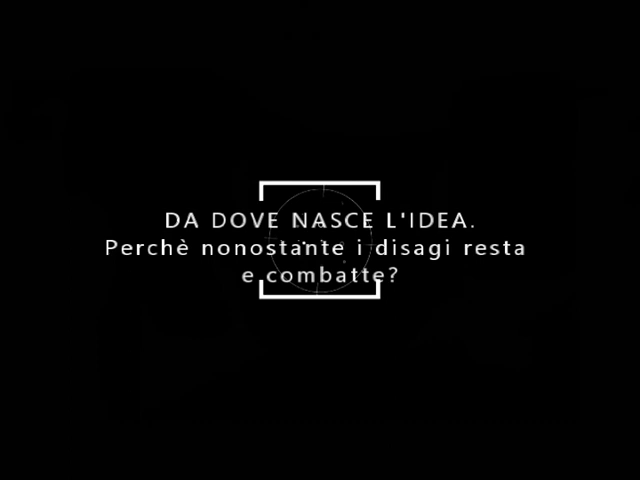 DA DOVE NASCE L'IDEA.
Perchè nonostante i disagi resta
e combatte?